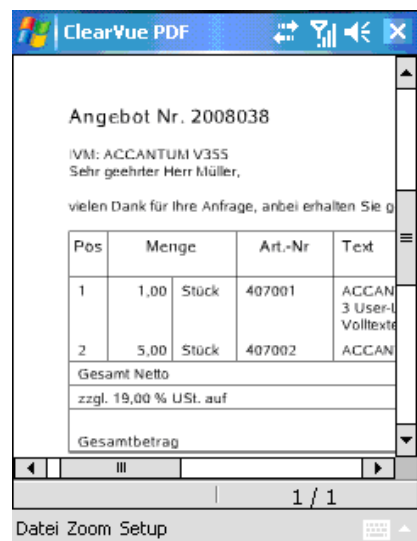 ClearVue PDF
Angebot Nr. 2008038
IVM: ACCANTUM V355
Sehr geehrter Herr Müller,
vielen Dank für Ihre Anfrage, anbei erhalten Sie g
Pos Menge Art.-Nr Text
1 1,00 Stück 407001 ACCAN
3 User-L
Volltexte
2 5,00 Stück 407002 ACCAN
Gesamt Netto
zzgl. 19,00 % USt. auf
Gesamtbetrag
1 / 1
Datei Zoom Setup